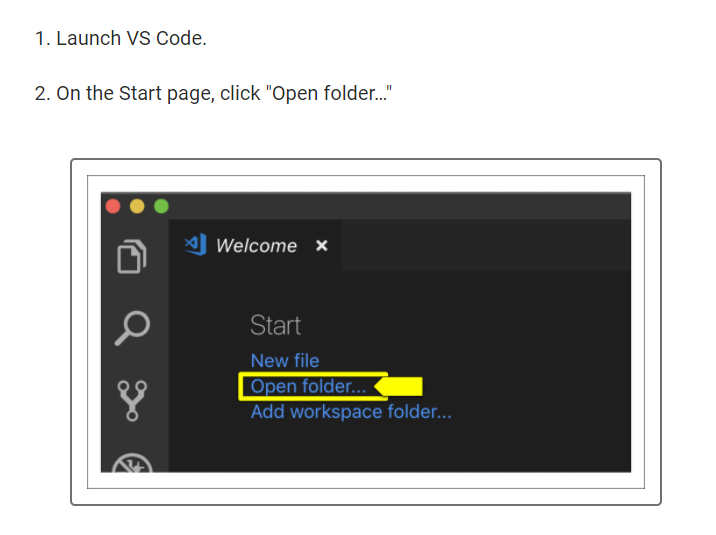 1. Launch VS Code.
2. On the Start page, click "Open folder…"
Welcome
Start
New file
Open folder...
Add workspace folder...